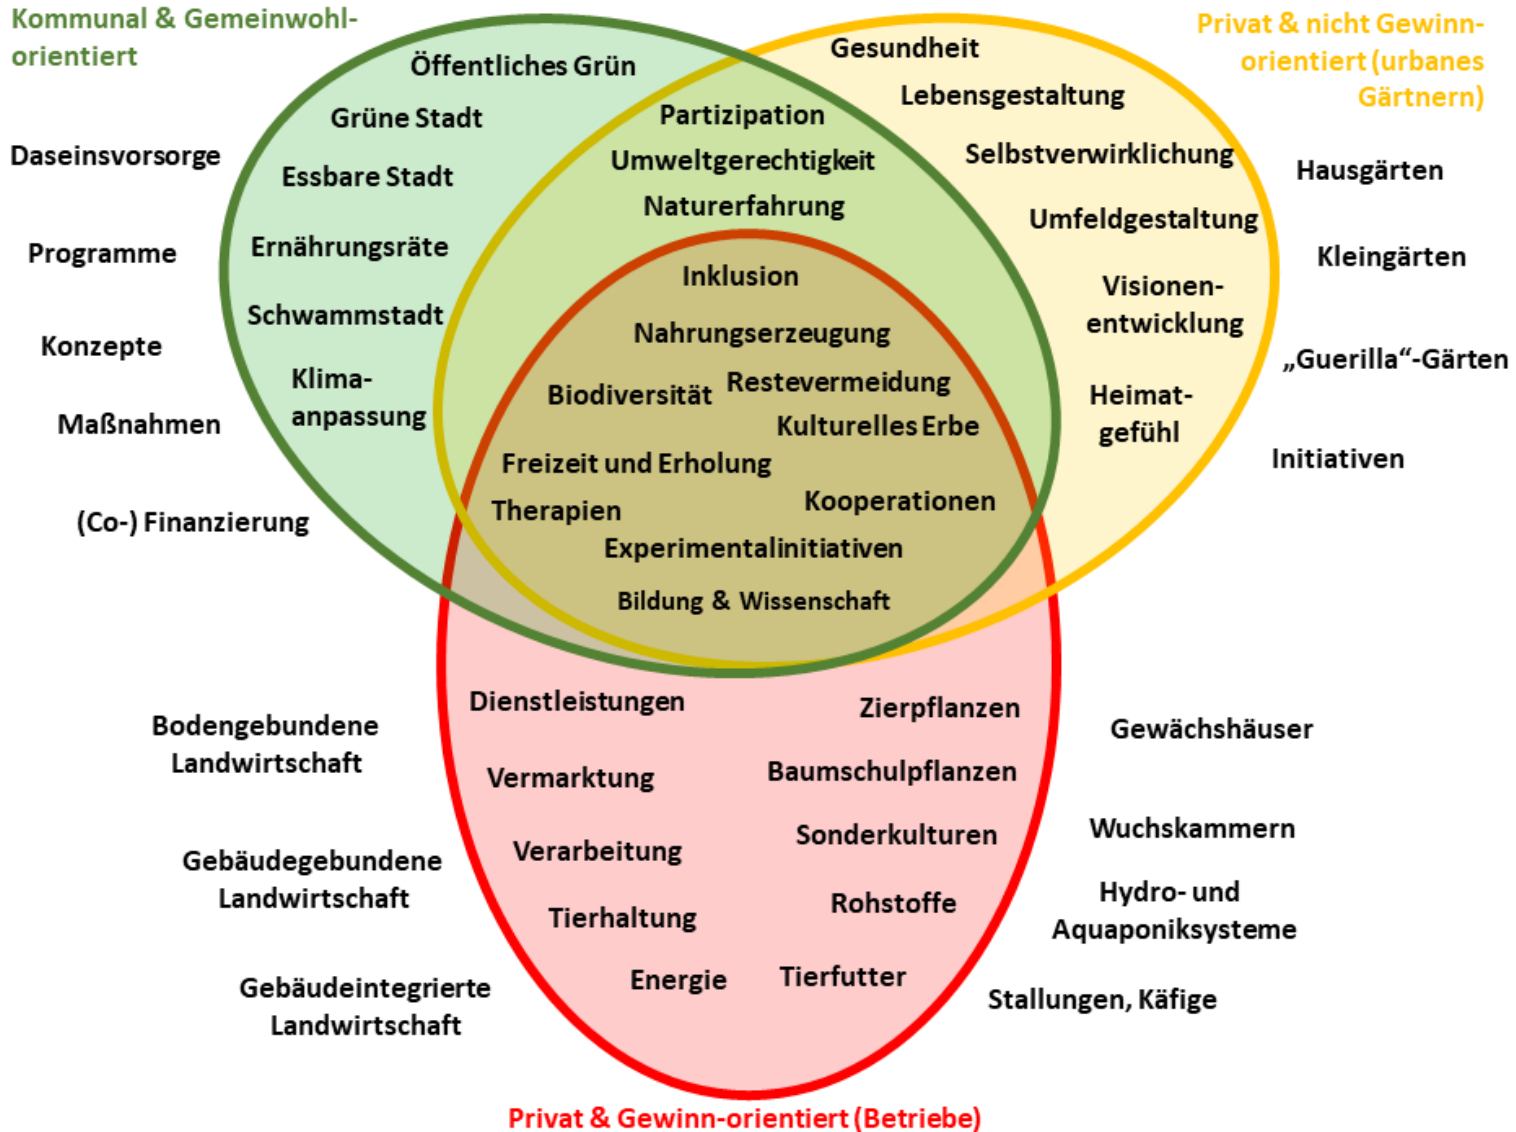 Kommunal & Gemeinwohl-
orientiert
Privat & nicht Gewinn-
orientiert (urbanes
Gärtnern)
Öffentliches Grün
Grüne Stadt
Essbare Stadt
Ernährungsräte
Schwammstadt
Klima-
anpassung
Daseinsvorsorge
Programme
Konzepte
Maßnahmen
(Co-) Finanzierung
Partizipation
Umweltgerechtigkeit
Naturerfahrung
Gesundheit
Lebensgestaltung
Selbstverwirklichung
Umfeldgestaltung
Visionen-
entwicklung
Heimat-
gefühl
Hausgärten
Kleingärten
„Guerilla“-Gärten
Initiativen
Inklusion
Nahrungserzeugung
Biodiversität
Restevermeidung
Kulturelles Erbe
Freizeit und Erholung
Therapien
Kooperationen
Experimentalinitiativen
Bildung & Wissenschaft
Dienstleistungen
Vermarktung
Verarbeitung
Tierhaltung
Energie
Zierpflanzen
Baumschulpflanzen
Sonderkulturen
Rohstoffe
Tierfutter
Bodengebundene
Landwirtschaft
Gebäudegebundene
Landwirtschaft
Gebäudeintegrierte
Landwirtschaft
Gewächshäuser
Wuchskammern
Hydro- und
Aquaponiksysteme
Stallungen, Käfige
Privat & Gewinn-orientiert (Betriebe)